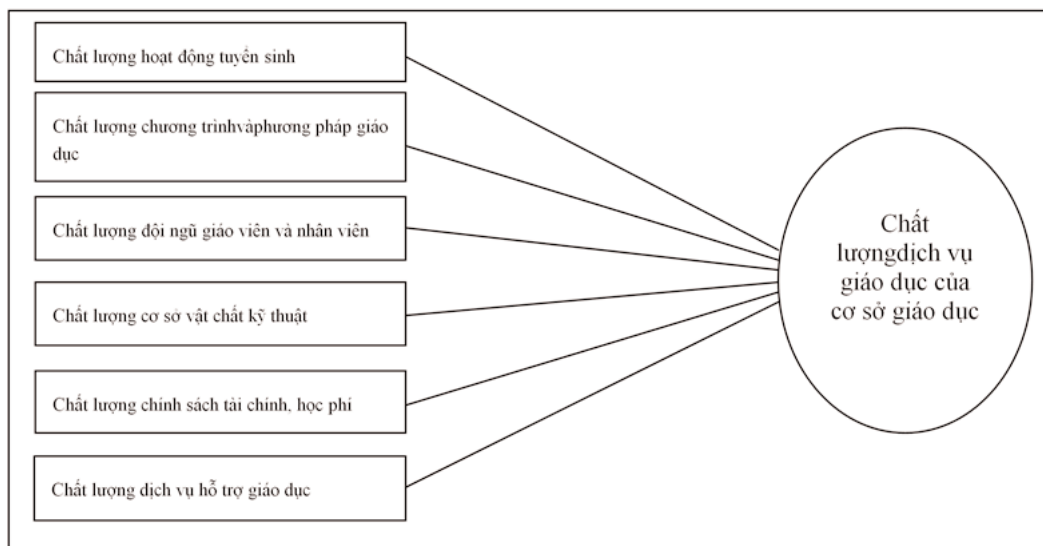 Chất lượng hoạt động tuyển sinh
Chất lượng chương trìnhvàphương pháp giáo
dục
Chất lượng đội ngũ giáo viên và nhân viên
Chất lượng cơ sở vật chất kỹ thuật
Chất lượng chính sách tài chính, học phí
Chất lượng dịch vụ hỗ trợ giáo dục
Chất
lượngdịch vụ
giáo dục của
cơ sở giáo dục